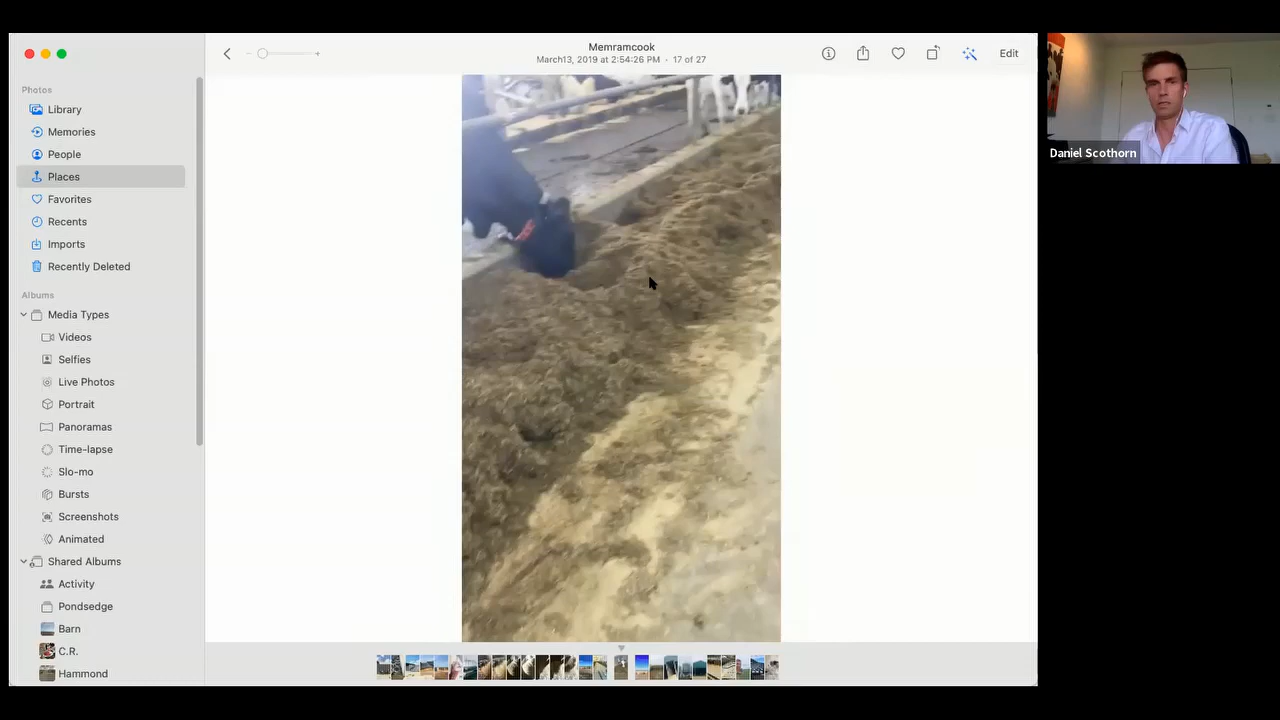 Memramcook
March13, 2019 at 2:54:26 PM • 17 of 27
Edit
Photos
Library
Memories
People
Places
Favorites
Recents
Imports
Recently Deleted
Albums
Media Types
Videos
Selfies
Live Photos
Portrait
Panoramas
Time-lapse
Slo-mo
Bursts
Screenshots
Animated
Shared Albums
Activity
Pondsedge
Barn
C.R.
Hammond
Daniel Scothorn